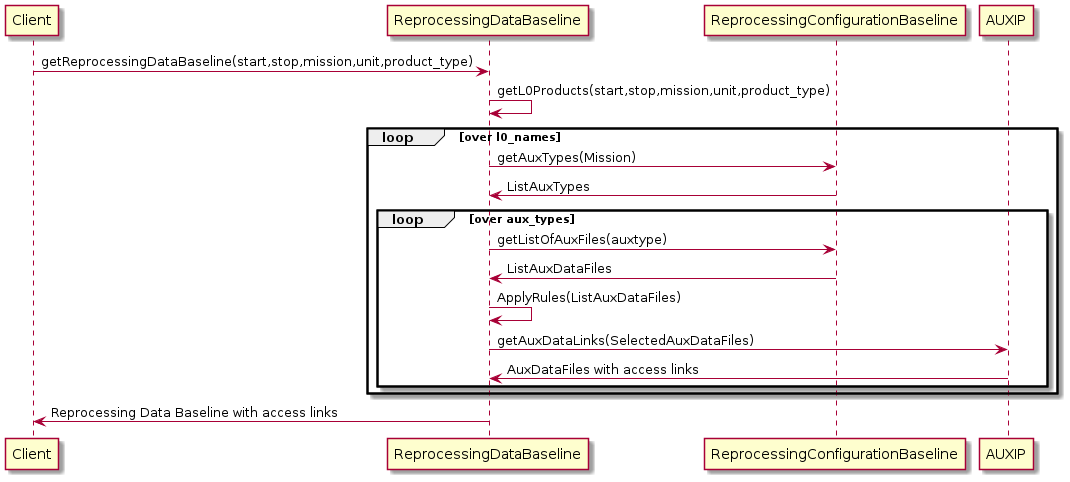 Client
ReprocessingDataBaseline
ReprocessingConfigurationBaseline
AUXIP
getReprocessingDataBaseline(start,stop,mission,unit,product_type)
getL0Products(start,stop,mission,unit,product_type)
loop [over l0_names]
getAuxTypes(Mission)
ListAuxTypes
loop [over aux_types]
getListOfAuxFiles(auxtype)
ListAuxDataFiles
ApplyRules(ListAuxDataFiles)
getAuxDataLinks(SelectedAuxDataFiles)
AuxDataFiles with access links
Reprocessing Data Baseline with access links
Client
ReprocessingDataBaseline
ReprocessingConfigurationBaseline
AUXIP